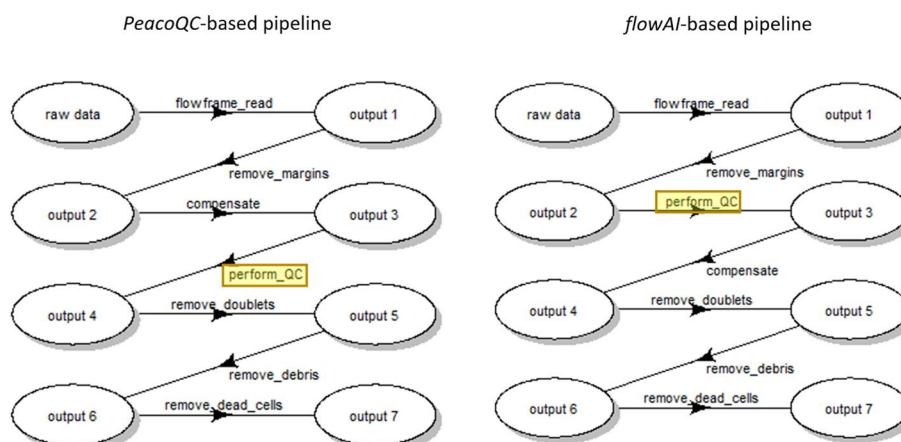 PeacoQC-based pipeline
raw data
flowframe_read
output 1
remove_margins
output 2
compensate
output 3
perform_QC
output 4
remove_doublets
output 5
remove_debris
output 6
remove_dead_cells
output 7
flowAI-based pipeline
raw data
flowframe_read
output 1
remove_margins
output 2
perform_QC
output 3
compensate
output 4
remove_doublets
output 5
remove_debris
output 6
remove_dead_cells
output 7